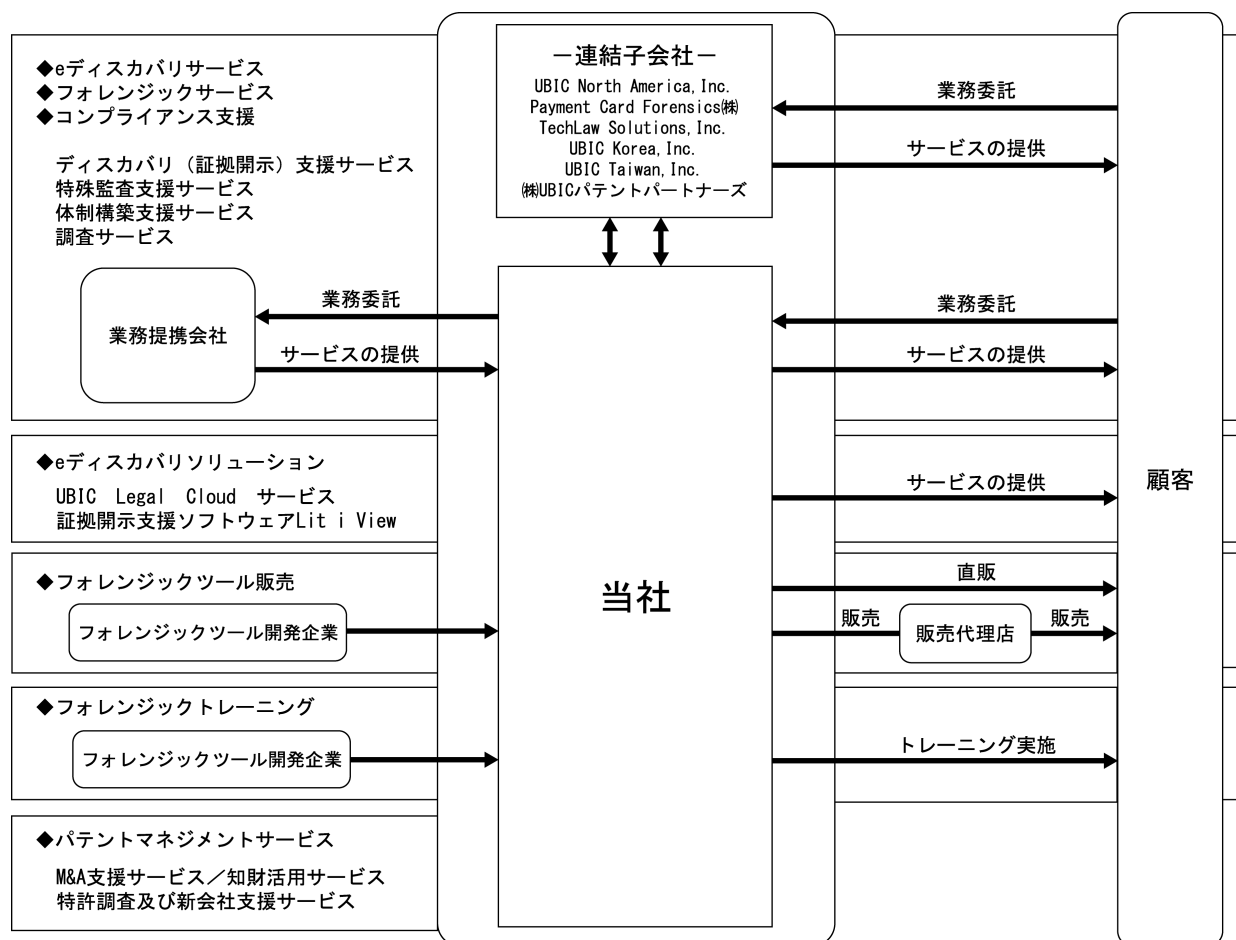 ◆eディスカバリサービス
◆フォレンジックサービス
◆コンプライアンス支援
ディスカバリ（証拠開示）支援サービス
特殊監査支援サービス
体制構築支援サービス
調査サービス
業務提携会社
業務委託
サービスの提供
－連結子会社－
UBIC North America, Inc.
Payment Card Forensics㈱
TechLaw Solutions, Inc.
UBIC Korea, Inc.
UBIC Taiwan, Inc.
㈱UBICパテントパートナーズ
業務委託
サービスの提供
業務委託
サービスの提供
◆eディスカバリソリューション
UBIC　Legal　Cloud　サービス
証拠開示支援ソフトウェアLit i View
サービスの提供
顧客
当社
◆フォレンジックツール販売
フォレンジックツール開発企業
直販
販売
販売代理店
販売
◆フォレンジックトレーニング
フォレンジックツール開発企業
トレーニング実施
◆パテントマネジメントサービス
M&A支援サービス／知財活用サービス
特許調査及び新会社支援サービス